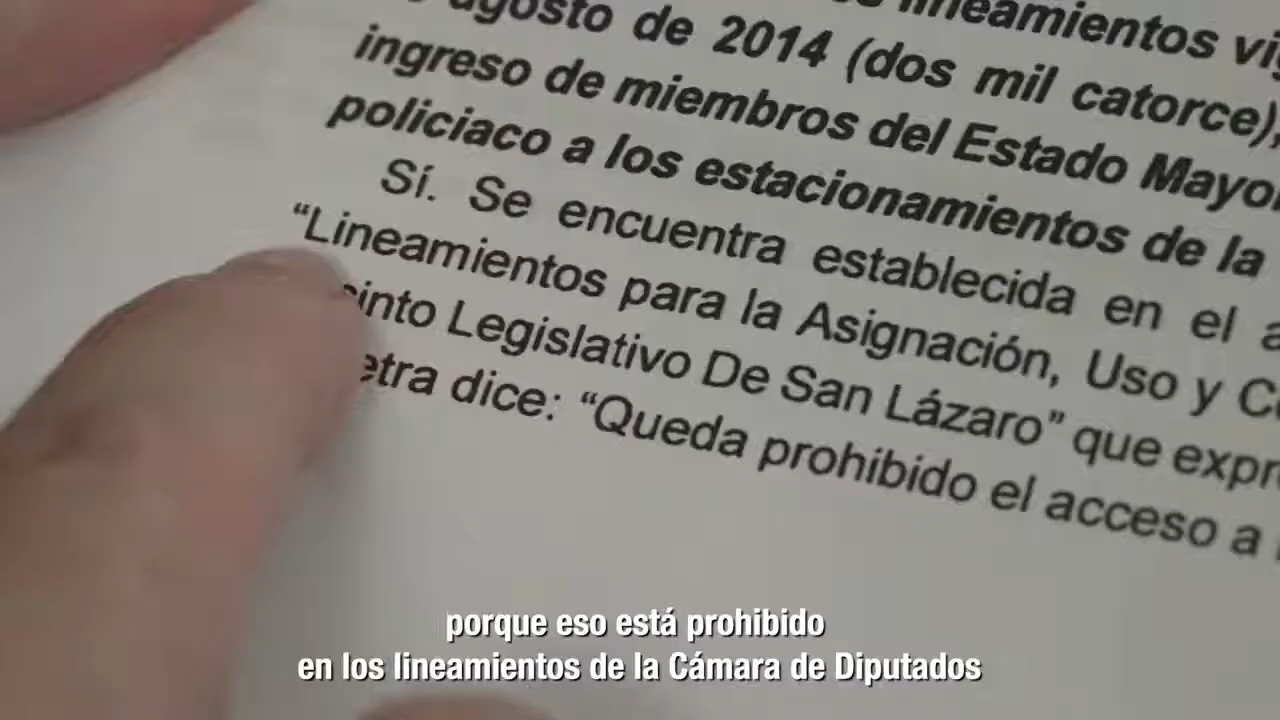 lineamientos
agosto de 2014 (dos mil catorce),
ingreso de miembros del Estado
policiaco a los estacionamientos de la
Sí. Se encuentra establecida en el
“Lineamientos para la Asignación, Uso y
Legislativo De San Lázaro” que
dice: “Queda prohibido el acceso a
porque eso está prohibido
en los lineamientos de la Cámara de Diputados